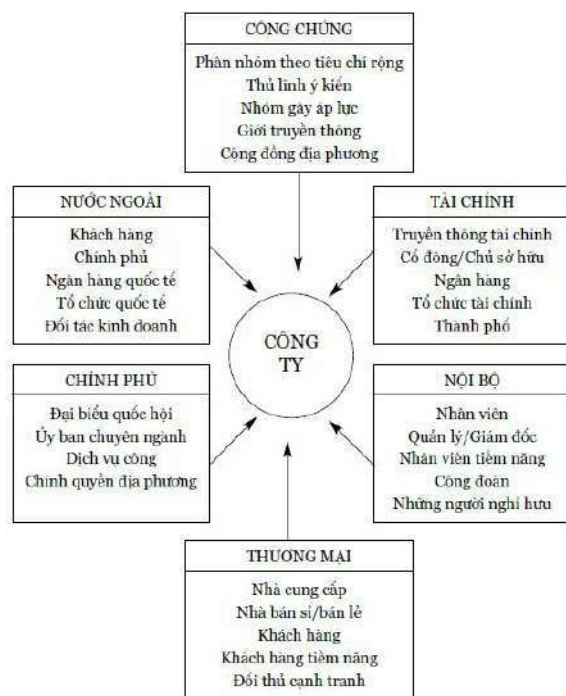 CÔNG CHÚNG
Phân nhóm theo tiêu chí rộng
Thủ lĩnh ý kiến
Nhóm gây áp lực
Giới truyền thông
Cộng đồng địa phương
NƯỚC NGOÀI
Khách hàng
Chính phủ
Ngân hàng quốc tế
Tổ chức quốc tế
Đối tác kinh doanh
TÀI CHÍNH
Truyền thông tài chính
Cổ đông/Chủ sở hữu
Ngân hàng
Tổ chức tài chính
Thành phố
CÔNG
TY
CHÍNH PHỦ
Đại biểu quốc hội
Ủy ban chuyên ngành
Dịch vụ công
Chính quyền địa phương
NỘI BỘ
Nhân viên
Quản lý/Giám đốc
Nhân viên tiềm năng
Công đoàn
Những người nghỉ hưu
THƯƠNG MẠI
Nhà cung cấp
Nhà bán sỉ/bán lẻ
Khách hàng
Khách hàng tiềm năng
Đối thủ cạnh tranh